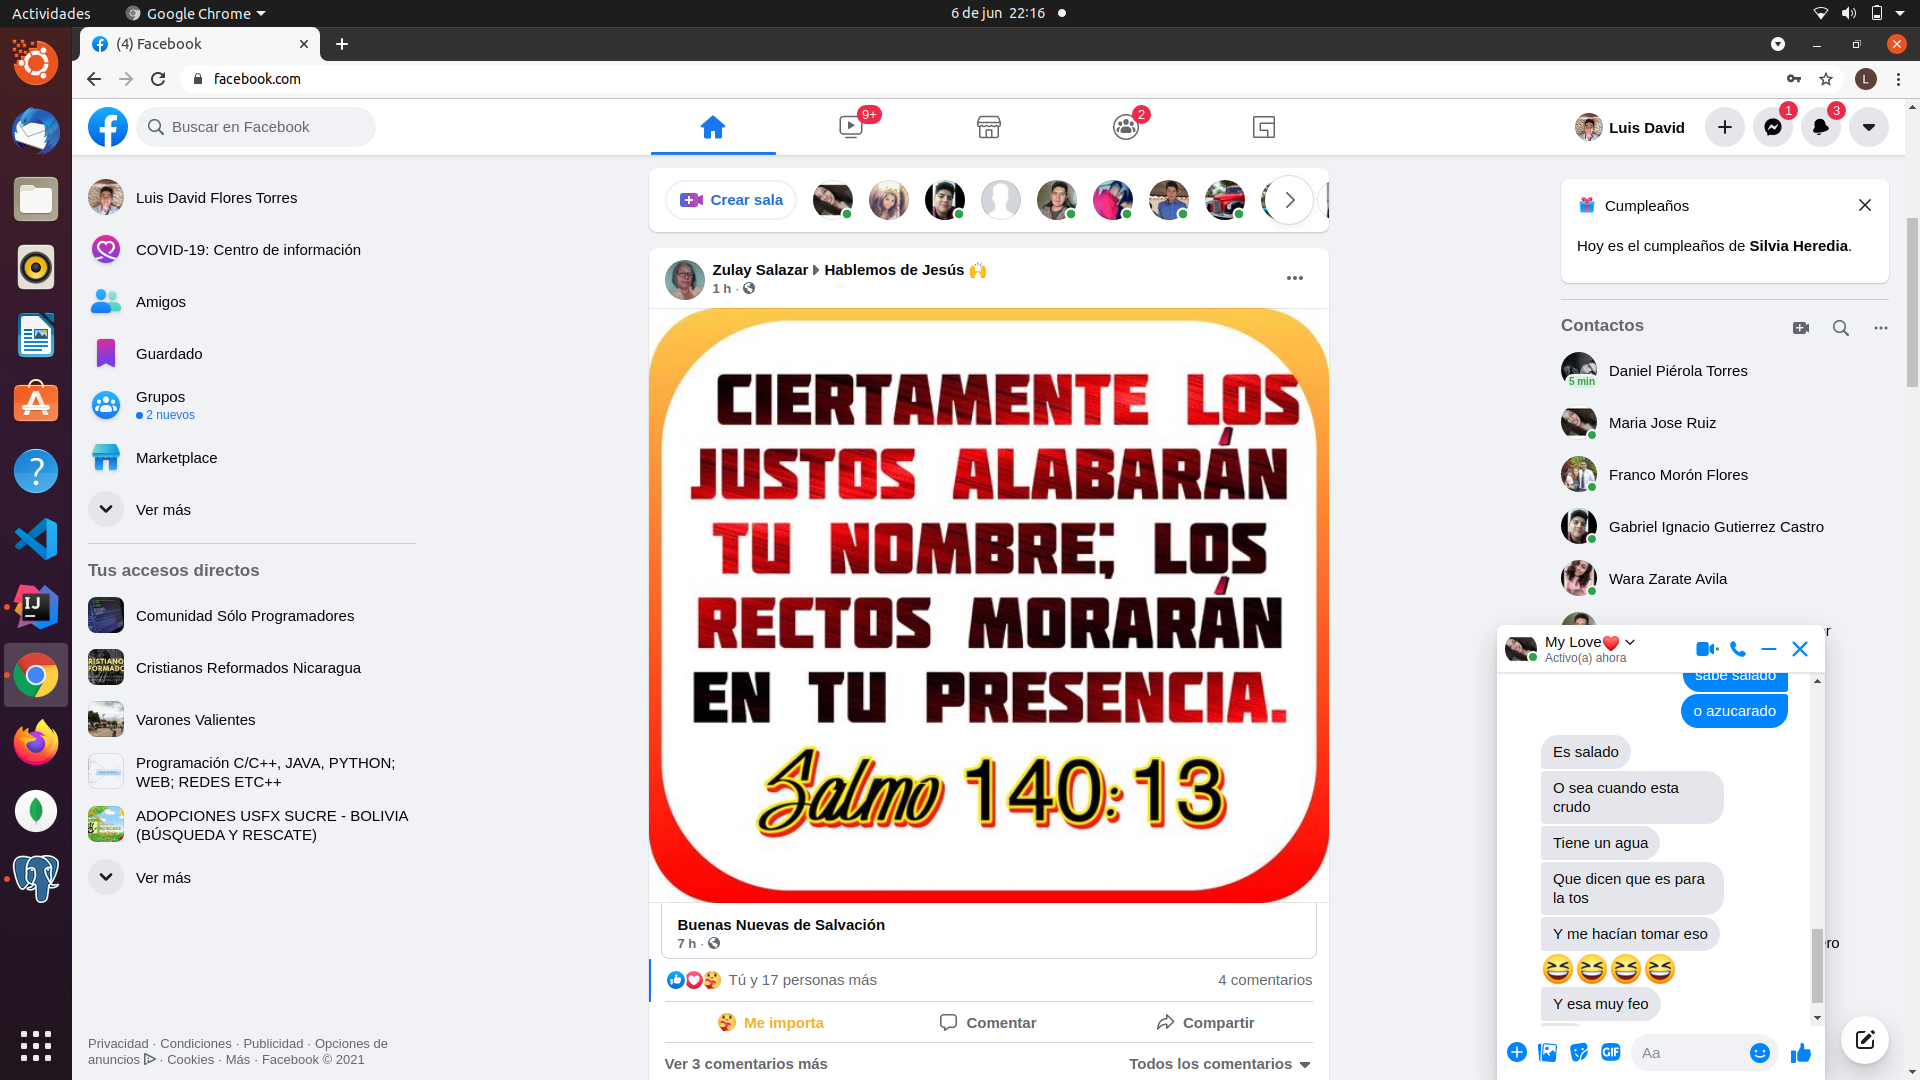 Actividades
Google Chrome
6 de jun 22:16
(4) Facebook
facebook.com
L
Buscar en Facebook
9+
2
Luis David
1
3
Luis David Flores Torres
COVID-19: Centro de información
Amigos
Guardado
Grupos
2 nuevos
Marketplace
Ver más
Tus accesos directos
Comunidad Sólo Programadores
Cristianos Reformados Nicaragua
Varones Valientes
Programación C/C++, JAVA, PYTHON;
WEB; REDES ETC++
ADOPCIONES USFX SUCRE - BOLIVIA
(BÚSQUEDA Y RESCATE)
Ver más
Privacidad · Condiciones · Publicidad · Opciones de
anuncios · Cookies · Más · Facebook © 2021
Crear sala
Zulay Salazar Hablemos de Jesús 🙌
1 h ·
CIERTAMENTE LOS
JUSTOS ALABARÁN
TU NOMBRE; LOS
RECTOS MORARÁN
EN TU PRESENCIA.
Salmo 140:13
Buenas Nuevas de Salvación
7 h ·
Tú y 17 personas más
4 comentarios
Me importa
Comentar
Compartir
Ver 3 comentarios más
Todos los comentarios
Cumpleaños
Hoy es el cumpleaños de Silvia Heredia.
Contactos
Daniel Piérola Torres
5 min
Maria Jose Ruiz
Franco Morón Flores
Gabriel Ignacio Gutierrez Castro
Wara Zarate Avila
My Love❤️
Activo(a) ahora
sabe salado
o azucarado
Es salado
O sea cuando esta
crudo
Tiene un agua
Que dicen que es para
la tos
Y me hacían tomar eso
😆😆😆😆
Y esa muy feo
GIF
Aa